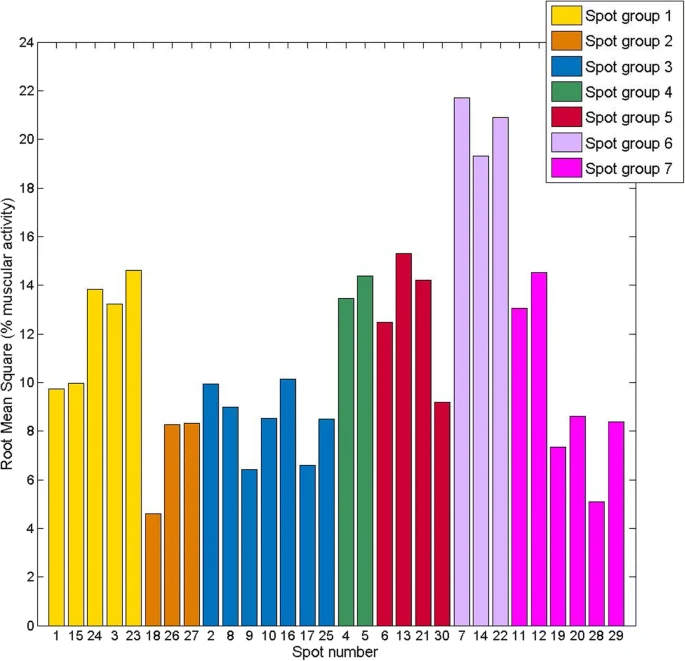 Spot group 1
Spot group 2
Spot group 3
Spot group 4
Spot group 5
Spot group 6
Spot group 7
Root Mean Square (% muscular activity)
24
22
20
18
16
14
12
10
8
6
4
2
0
1 15 24 3 23 18 26 27 2 8 9 10 16 17 25 4 5 6 13 21 30 7 14 22 11 12 19 20 28 29
Spot number